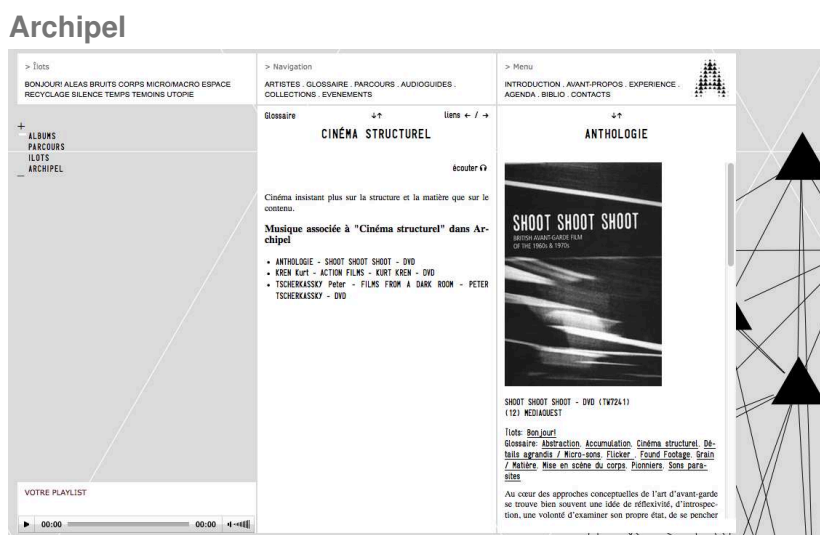 Archipel
> Îlots
BONJOUR! ALEAS BRUITS CORPS MICRO/MACRO ESPACE
RECYCLAGE SILENCE TEMPS TEMOINS UTOPIE
+
ALBUMS
PARCOURS
ILOTS
ARCHIPEL
_
VOTRE PLAYLIST
00:00 00:00
> Navigation
ARTISTES . GLOSSAIRE . PARCOURS . AUDIOGUIDES .
COLLECTIONS . EVENEMENTS
Glossaire ↓↑ liens ← / →
CINÉMA STRUCTUREL
écouter
Cinéma insistant plus sur la structure et la matière que sur le
contenu.
Musique associée à "Cinéma structurel" dans Ar-
chipel
• ANTHOLOGIE - SHOOT SHOOT SHOOT - DVD
• KREN Kurt - ACTION FILMS - KURT KREN - DVD
• TSCHERKASSKY Peter - FILMS FROM A DARK ROOM - PETER
TSCHERKASSKY - DVD
> Menu
INTRODUCTION . AVANT-PROPOS . EXPERIENCE .
AGENDA . BIBLIO . CONTACTS
↓↑
ANTHOLOGIE
SHOOT SHOOT SHOOT
BRITISH AVANT-GARDE FILM
OF THE 1960s & 1970s
SHOOT SHOOT SHOOT - DVD (TW7241)
(12) MEDIAQUEST
Îlots: Bonjour!
Glossaire: Abstraction, Accumulation, Cinéma structurel, Dé-
tails agrandis / Micro-sons, Flicker , Found Footage, Grain
/ Matière, Mise en scène du corps, Pionniers, Sons para-
sites
Au cœur des approches conceptuelles de l'art d'avant-garde
se trouve bien souvent une idée de réflexivité, d'introspec-
tion, une volonté d'examiner son propre état, de se pencher